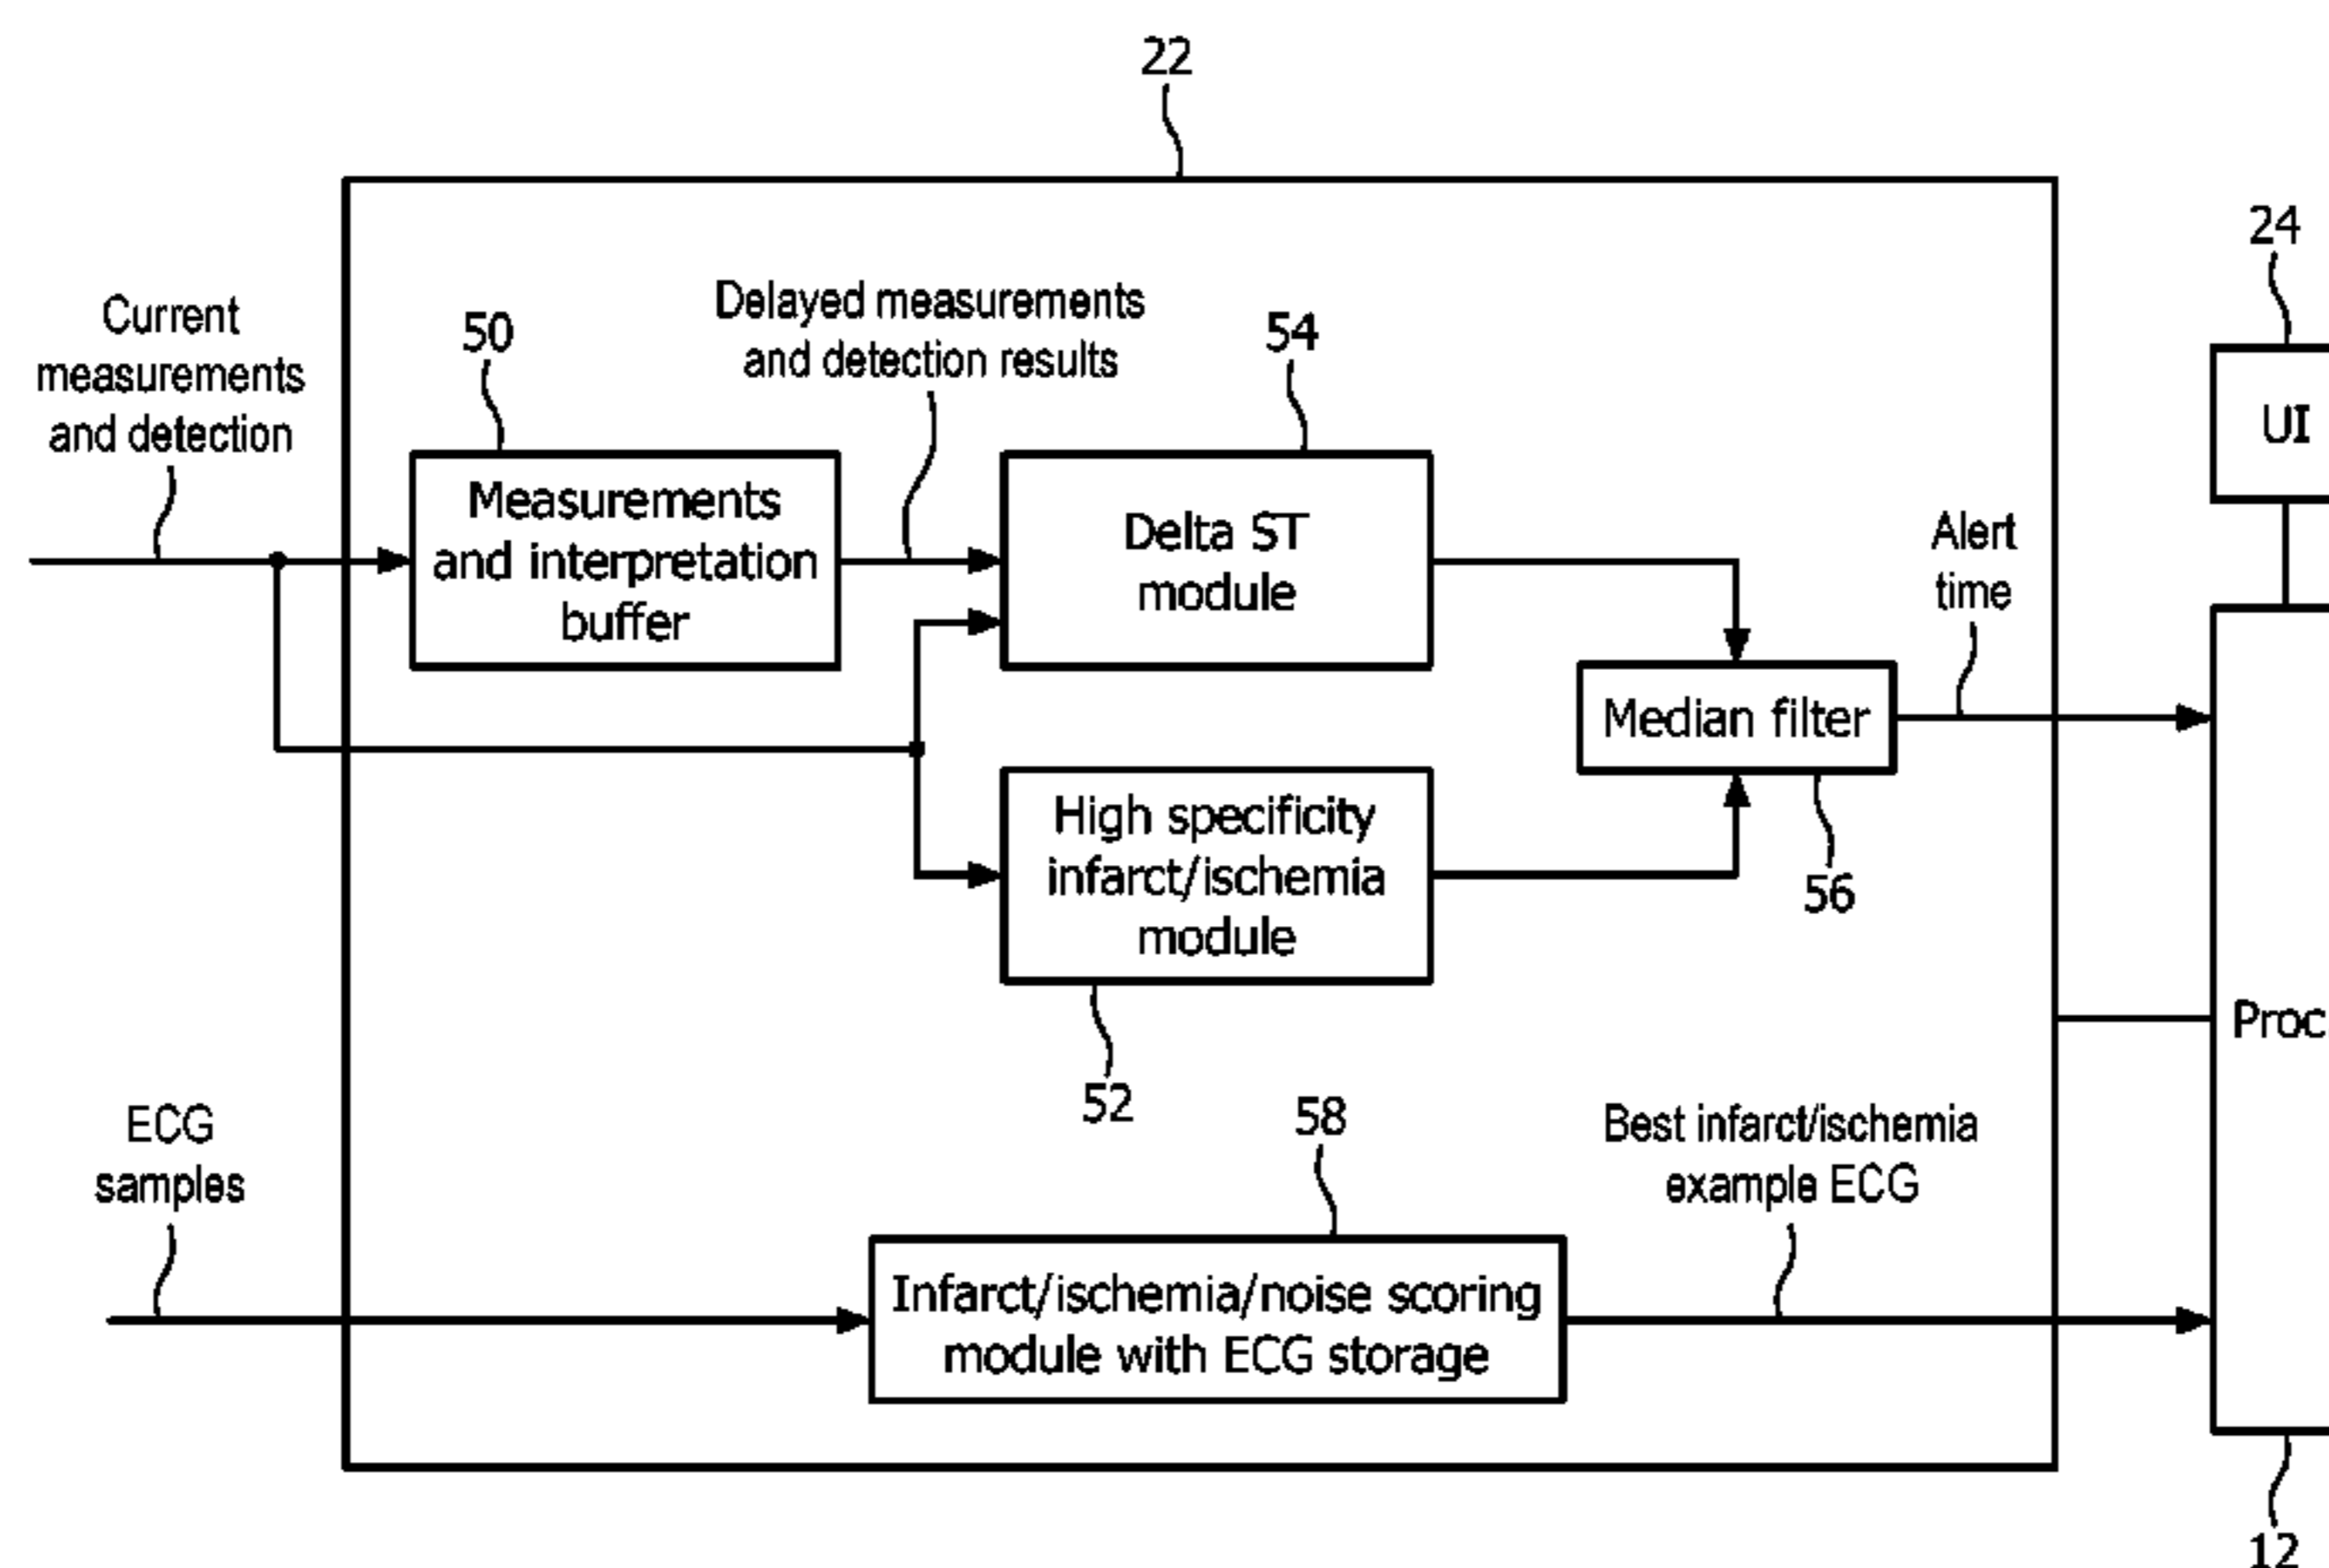 22
24
UI
Current
measurements
and detection
50
Delayed measurements
and detection results
54
Measurements
and interpretation
buffer
Delta ST
module
Alert
time
Median filter
56
High specificity
infarct/ischemia
module
52
Proc
ECG
samples
58
Best infarct/ischemia
example ECG
Infarct/ischemia/noise scoring
module with ECG storage
12